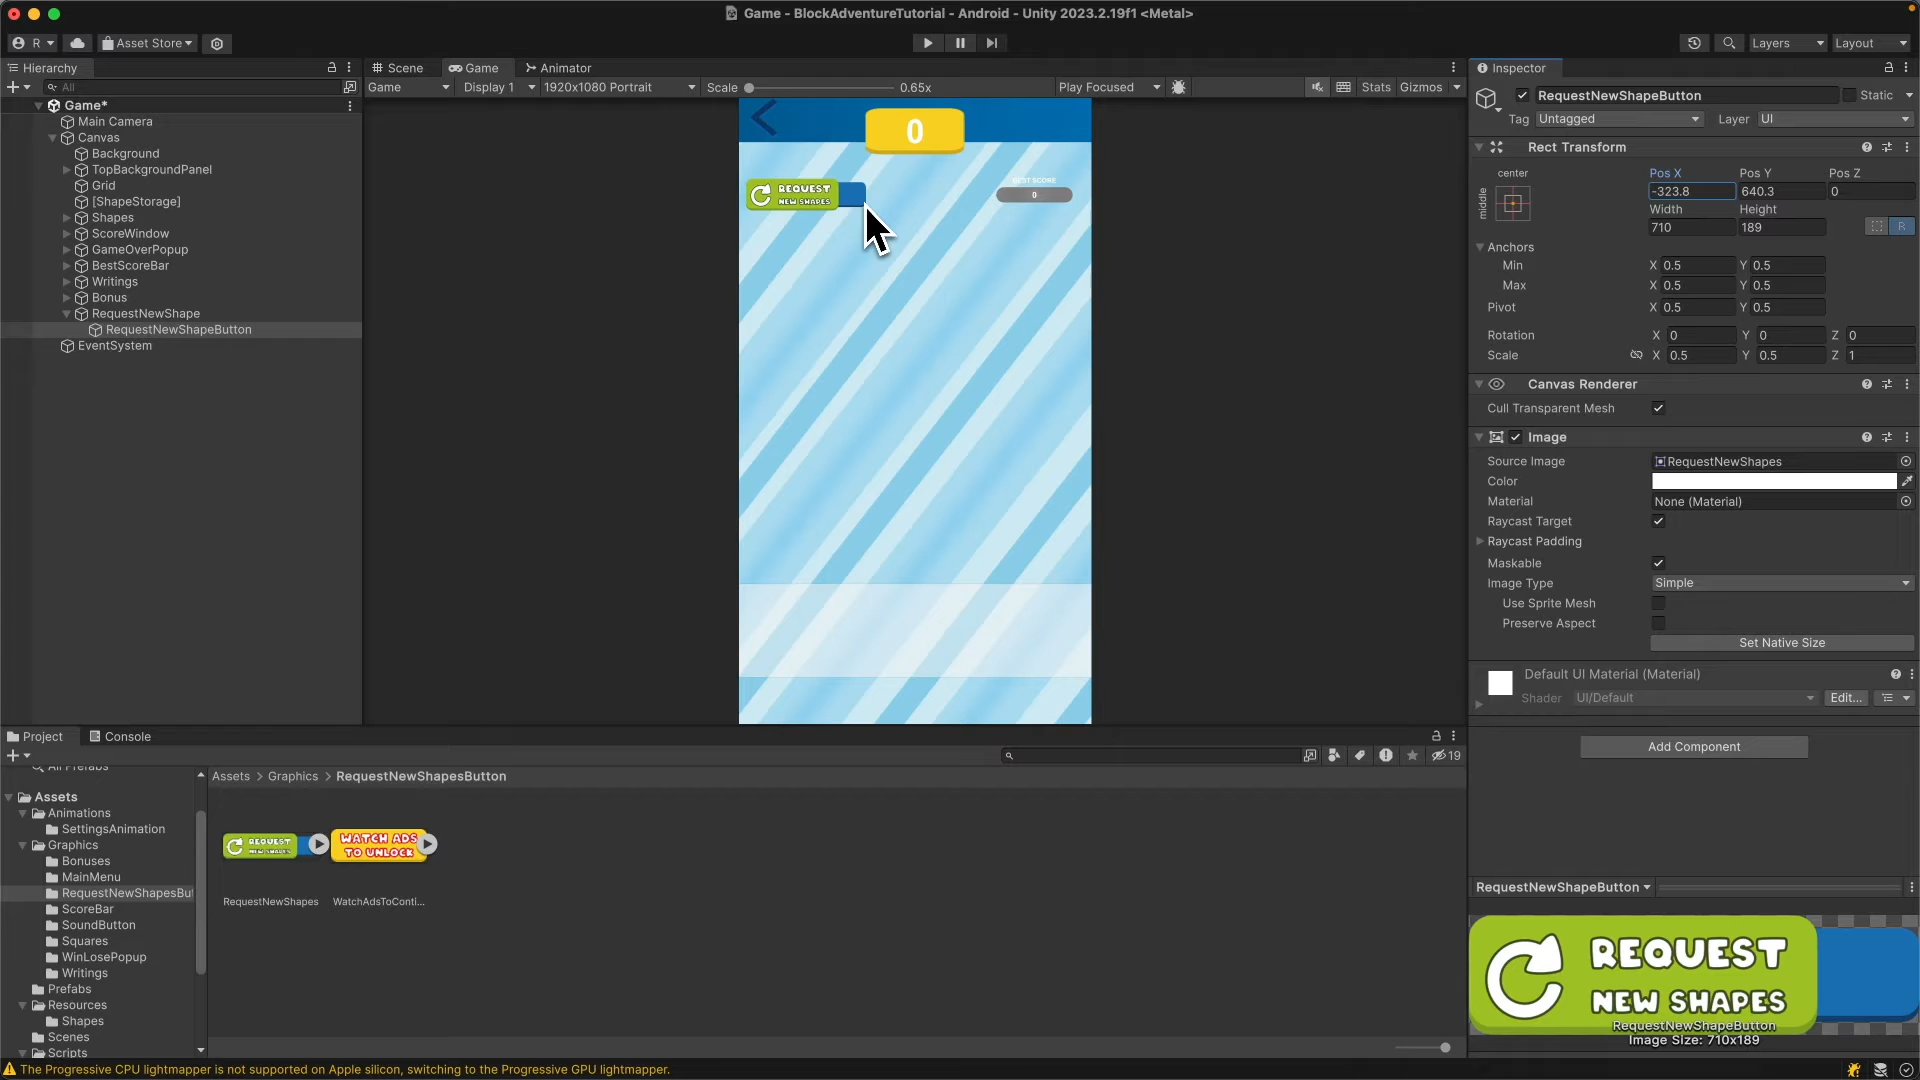 Game - BlockAdventureTutorial - Android - Unity 2023.2.19f1 <Metal>
R Asset Store Layers Layout
Hierarchy
All
Game*
Main Camera
Canvas
Background
TopBackgroundPanel
Grid
[ShapeStorage]
Shapes
ScoreWindow
GameOverPopup
BestScoreBar
Writings
Bonus
RequestNewShape
RequestNewShapeButton
EventSystem
Scene Game Animator
Game Display 1 1920x1080 Portrait Scale 0.65x Play Focused Stats Gizmos
0
REQUEST
NEW SHAPES
BEST SCORE
0
Inspector
RequestNewShapeButton Static
Tag Untagged Layer UI
Rect Transform
center
middle
Pos X Pos Y Pos Z
-323.8 640.3 0
Width Height
710 189 R
Anchors
Min X 0.5 Y 0.5
Max X 0.5 Y 0.5
Pivot X 0.5 Y 0.5
Rotation X 0 Y 0 Z 0
Scale X 0.5 Y 0.5 Z 1
Canvas Renderer
Cull Transparent Mesh
Image
Source Image RequestNewShapes
Color
Material None (Material)
Raycast Target
Raycast Padding
Maskable
Image Type Simple
Use Sprite Mesh
Preserve Aspect
Set Native Size
Default UI Material (Material)
Shader UI/Default Edit...
Add Component
RequestNewShapeButton
REQUEST
NEW SHAPES
RequestNewShapeButton
Image Size: 710x189
Project Console
19
All Prefabs
Assets
Animations
SettingsAnimation
Graphics
Bonuses
MainMenu
RequestNewShapesBut
ScoreBar
SoundButton
Squares
WinLosePopup
Writings
Prefabs
Resources
Shapes
Scenes
Scripts
Assets > Graphics > RequestNewShapesButton
REQUEST
NEW SHAPES
WATCH ADS
TO UNLOCK
RequestNewShapes WatchAdsToConti...
The Progressive CPU lightmapper is not supported on Apple silicon, switching to the Progressive GPU lightmapper.